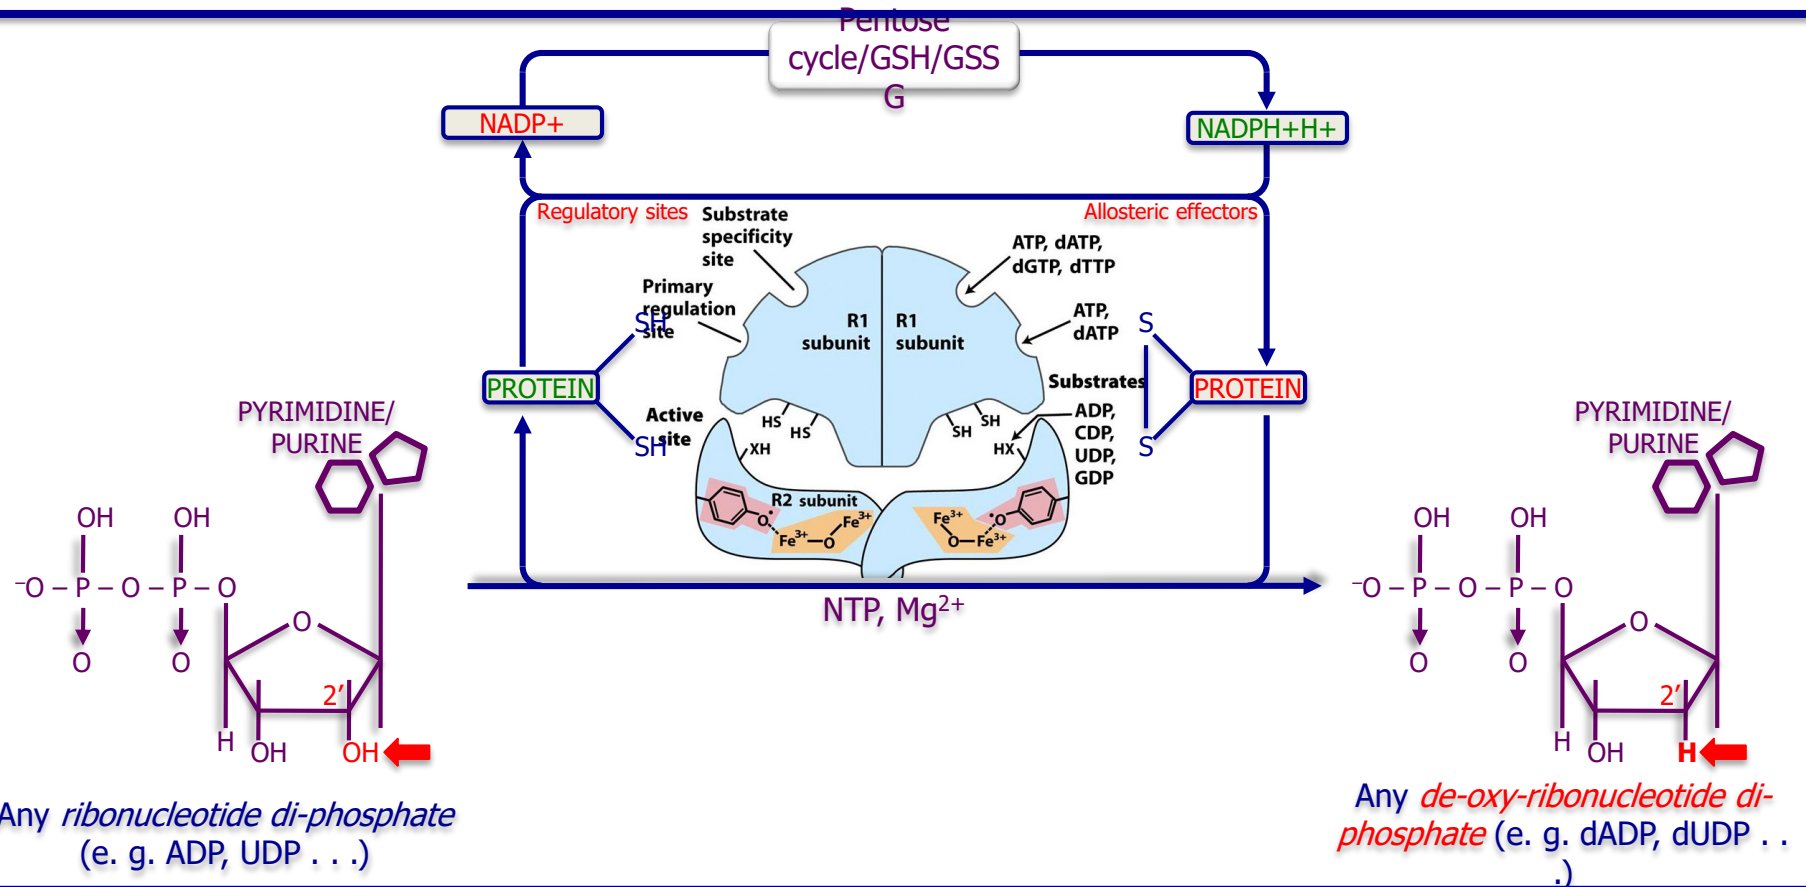 Pentose
cycle/GSH/GSS
G
NADP+
NADPH+H+
Regulatory sites
Allosteric effectors
Substrate
specificity
site
ATP, dATP,
dGTP, dTTP
Primary
regulation
site
SH
R1
subunit
R1
subunit
ATP,
dATP
S
PROTEIN
Substrates
PROTEIN
Active
site
SH
HS
HS
XH
SH
SH
HX
ADP,
CDP,
UDP,
GDP
S
R2 subunit
O•
Fe³⁺
O
Fe³⁺
Fe³⁺
O
Fe³⁺
•O
NTP, Mg²⁺
PYRIMIDINE/
PURINE
OH OH
⁻O – P – O – P – O
O O
O
2’
H
OH
OH
Any ribonucleotide di-phosphate
(e. g. ADP, UDP . . .)
PYRIMIDINE/
PURINE
OH OH
⁻O – P – O – P – O
O O
O
2’
H
OH
H
Any de-oxy-ribonucleotide di-
phosphate (e. g. dADP, dUDP . .
.)